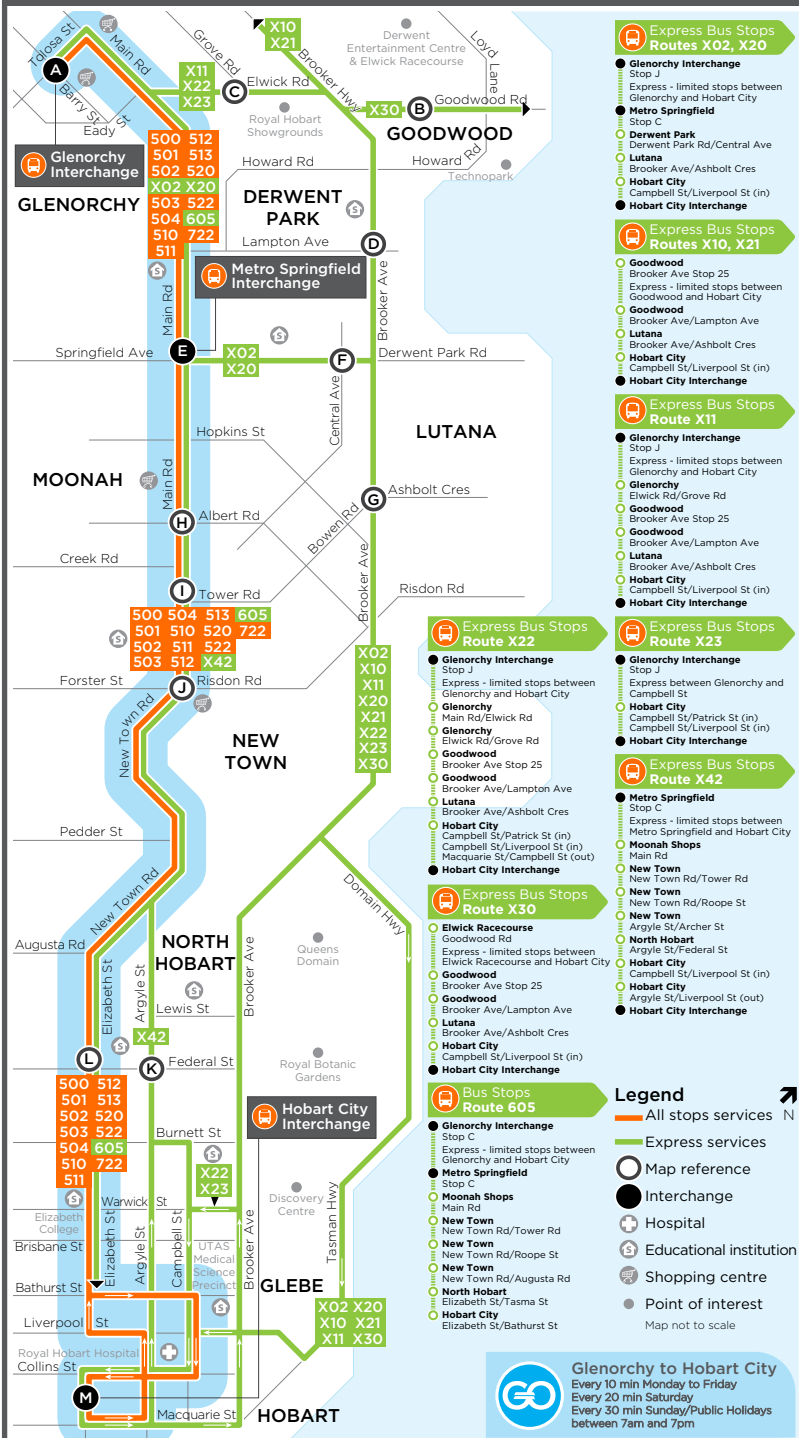 Tolosa St
Main Rd
Barry St
Eady St
A
Grove Rd
X11
X22
X23
C
Elwick Rd
X10
X21
Brooker Hwy
Derwent
Entertainment Centre
& Elwick Racecourse
Loyd Lane
X30
B
Goodwood Rd
Royal Hobart
Showgrounds
GOODWOOD
Glenorchy
Interchange
500 512
501 513
502 520
X02 X20
503 522
504 605
510 722
511
Howard Rd
Howard Rd
Technopark
GLENORCHY
DERWENT
PARK
Lampton Ave
D
Main Rd
Metro Springfield
Interchange
Brooker Ave
Springfield Ave
E
X02
X20
F
Derwent Park Rd
Central Ave
Hopkins St
LUTANA
MOONAH
Main Rd
G
Ashbolt Cres
H
Albert Rd
Bowen Rd
Creek Rd
Brooker Ave
I
Tower Rd
Risdon Rd
500 504 513 605
501 510 520 722
502 511 522
503 512 X42
X02
X10
X11
X20
X21
X22
X23
X30
Forster St
J
Risdon Rd
New Town Rd
NEW
TOWN
Pedder St
New Town Rd
Domain Hwy
Augusta Rd
NORTH
HOBART
Elizabeth St
Argyle St
Brooker Ave
Queens
Domain
Lewis St
X42
L
K
Federal St
Royal Botanic
Gardens
500 512
501 513
502 520
503 522
504 605
510 722
511
Hobart City
Interchange
Burnett St
X22
X23
Elizabeth
College
Warwick St
Discovery
Centre
Tasman Hwy
Brisbane St
Elizabeth St
Argyle St
Campbell St
UTAS
Medical
Science
Precinct
Brooker Ave
Bathurst St
GLEBE
Liverpool St
X02 X20
X10 X21
X11 X30
Royal Hobart Hospital
Collins St
M
Macquarie St
HOBART
Express Bus Stops
Routes X02, X20
Glenorchy Interchange
Stop J
Express - limited stops between
Glenorchy and Hobart City
Metro Springfield
Stop C
Derwent Park
Derwent Park Rd/Central Ave
Lutana
Brooker Ave/Ashbolt Cres
Hobart City
Campbell St/Liverpool St (in)
Hobart City Interchange
Express Bus Stops
Routes X10, X21
Goodwood
Brooker Ave Stop 25
Express - limited stops between
Goodwood and Hobart City
Goodwood
Brooker Ave/Lampton Ave
Lutana
Brooker Ave/Ashbolt Cres
Hobart City
Campbell St/Liverpool St (in)
Hobart City Interchange
Express Bus Stops
Route X11
Glenorchy Interchange
Stop J
Express - limited stops between
Glenorchy and Hobart City
Glenorchy
Elwick Rd/Grove Rd
Goodwood
Brooker Ave Stop 25
Goodwood
Brooker Ave/Lampton Ave
Lutana
Brooker Ave/Ashbolt Cres
Hobart City
Campbell St/Liverpool St (in)
Hobart City Interchange
Express Bus Stops
Route X22
Glenorchy Interchange
Stop J
Express - limited stops between
Glenorchy and Hobart City
Glenorchy
Main Rd/Elwick Rd
Glenorchy
Elwick Rd/Grove Rd
Goodwood
Brooker Ave Stop 25
Goodwood
Brooker Ave/Lampton Ave
Lutana
Brooker Ave/Ashbolt Cres
Hobart City
Campbell St/Patrick St (in)
Campbell St/Liverpool St (in)
Macquarie St/Campbell St (out)
Hobart City Interchange
Express Bus Stops
Route X23
Glenorchy Interchange
Stop J
Express between Glenorchy and
Campbell St
Hobart City
Campbell St/Patrick St (in)
Campbell St/Liverpool St (in)
Hobart City Interchange
Express Bus Stops
Route X42
Metro Springfield
Stop C
Express - limited stops between
Metro Springfield and Hobart City
Moonah Shops
Main Rd
New Town
New Town Rd/Tower Rd
New Town
New Town Rd/Roope St
New Town
Argyle St/Archer St
North Hobart
Argyle St/Federal St
Hobart City
Campbell St/Liverpool St (in)
Hobart City
Argyle St/Liverpool St (out)
Hobart City Interchange
Express Bus Stops
Route X30
Elwick Racecourse
Goodwood Rd
Express - limited stops between
Elwick Racecourse and Hobart City
Goodwood
Brooker Ave Stop 25
Goodwood
Brooker Ave/Lampton Ave
Lutana
Brooker Ave/Ashbolt Cres
Hobart City
Campbell St/Liverpool St (in)
Hobart City Interchange
Bus Stops
Route 605
Glenorchy Interchange
Stop C
Express - limited stops between
Glenorchy and Hobart City
Metro Springfield
Stop C
Moonah Shops
Main Rd
New Town
New Town Rd/Tower Rd
New Town
New Town Rd/Roope St
New Town
New Town Rd/Augusta Rd
North Hobart
Elizabeth St/Tasma St
Hobart City
Elizabeth St/Bathurst St
Legend
N
All stops services
Express services
Map reference
Interchange
Hospital
Educational institution
Shopping centre
Point of interest
Map not to scale
GO
Glenorchy to Hobart City
Every 10 min Monday to Friday
Every 20 min Saturday
Every 30 min Sunday/Public Holidays
between 7am and 7pm